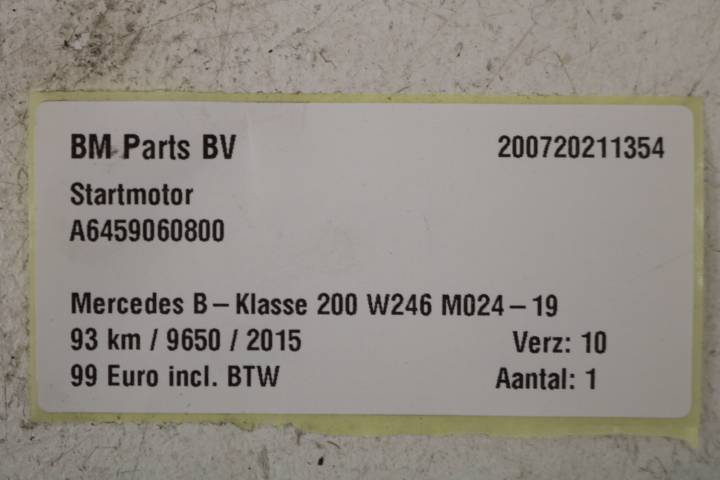 BM Parts BV 200720211354
Startmotor
A6459060800
Mercedes B-Klasse 200 W246 M024-19
93 km / 9650 / 2015 Verz: 10
99 Euro incl. BTW Aantal: 1